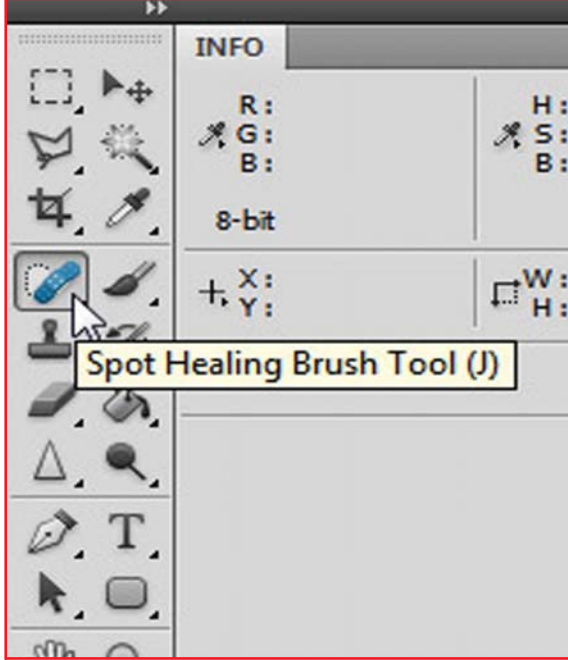 INFO
R :
G :
B :
8-bit
H :
S :
B :
X :
Y :
W :
H :
Spot Healing Brush Tool (J)
T